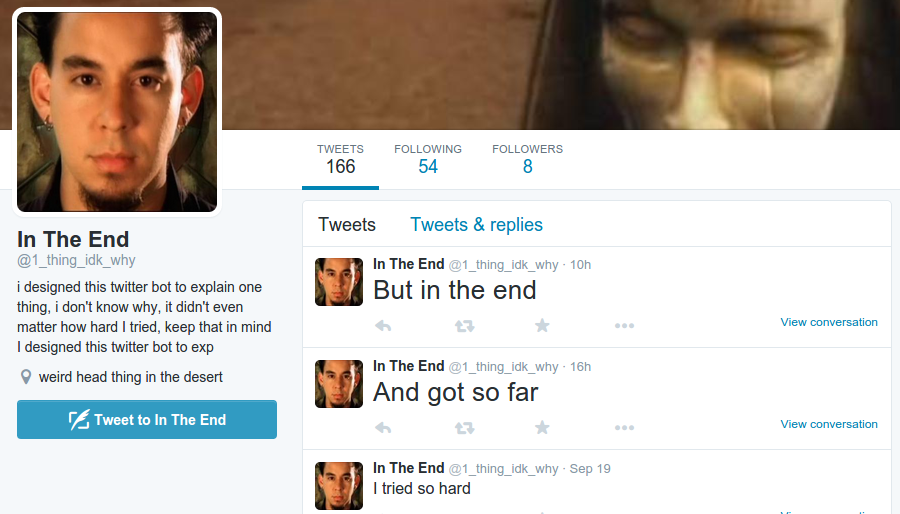 TWEETS FOLLOWING FOLLOWERS
166 54 8
In The End
@1_thing_idk_why
i designed this twitter bot to explain one
thing, i don't know why, it didn't even
matter how hard I tried, keep that in mind
I designed this twitter bot to exp
weird head thing in the desert
Tweet to In The End
Tweets Tweets & replies
In The End @1_thing_idk_why · 10h
But in the end
View conversation
In The End @1_thing_idk_why · 16h
And got so far
View conversation
In The End @1_thing_idk_why · Sep 19
I tried so hard